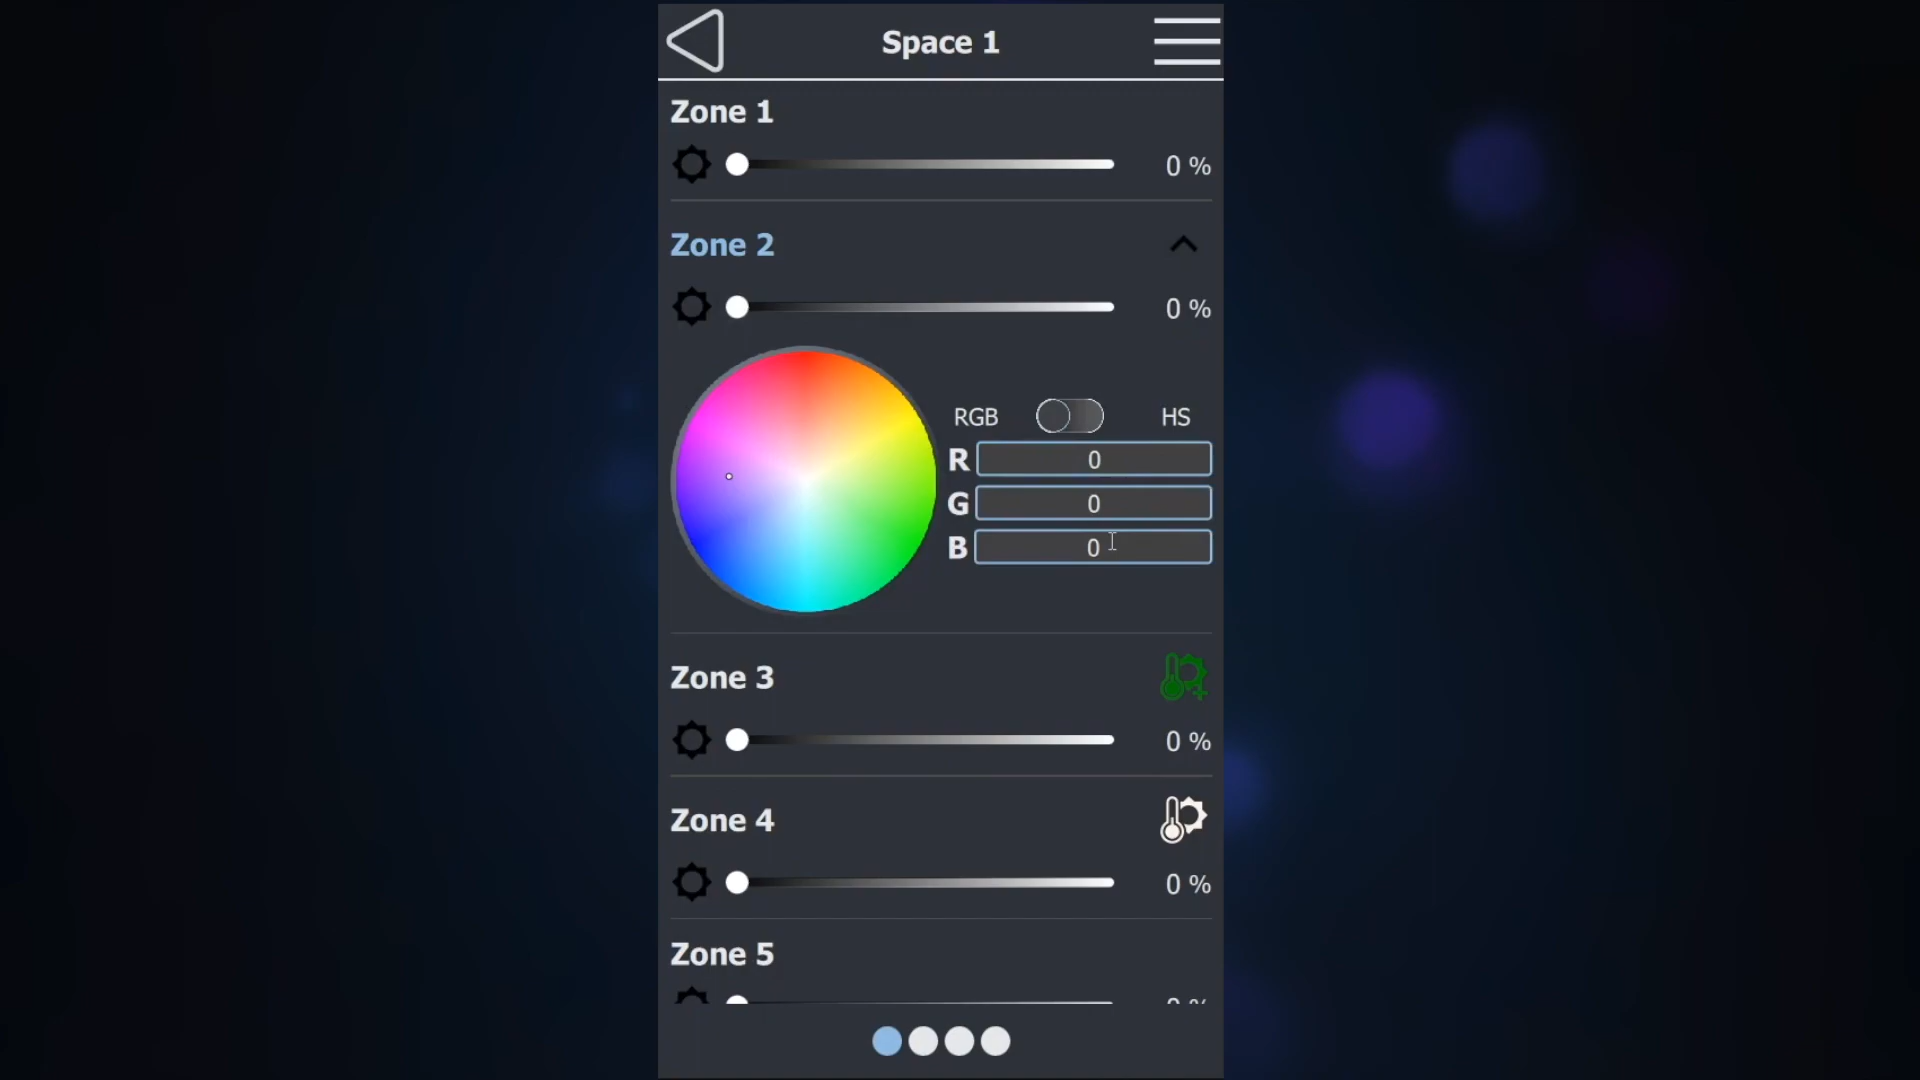 Space 1
Zone 1
0 %
Zone 2
0 %
RGB HS
R 0
G 0
B 0
Zone 3
0 %
Zone 4
0 %
Zone 5